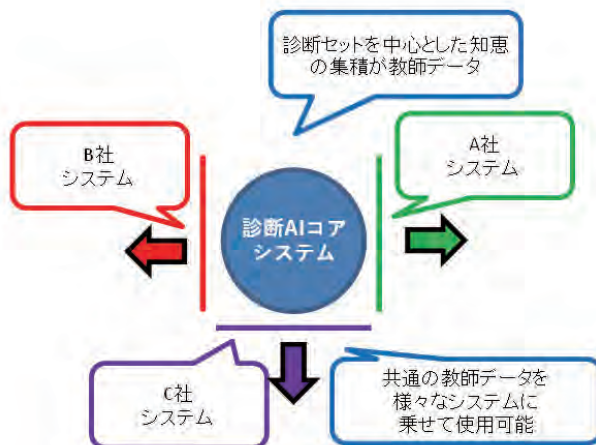 診断セットを中心とした知恵
の集積が教師データ
B社
システム
A社
システム
診断AIコア
システム
C社
システム
共通の教師データを
様々なシステムに
乗せて使用可能